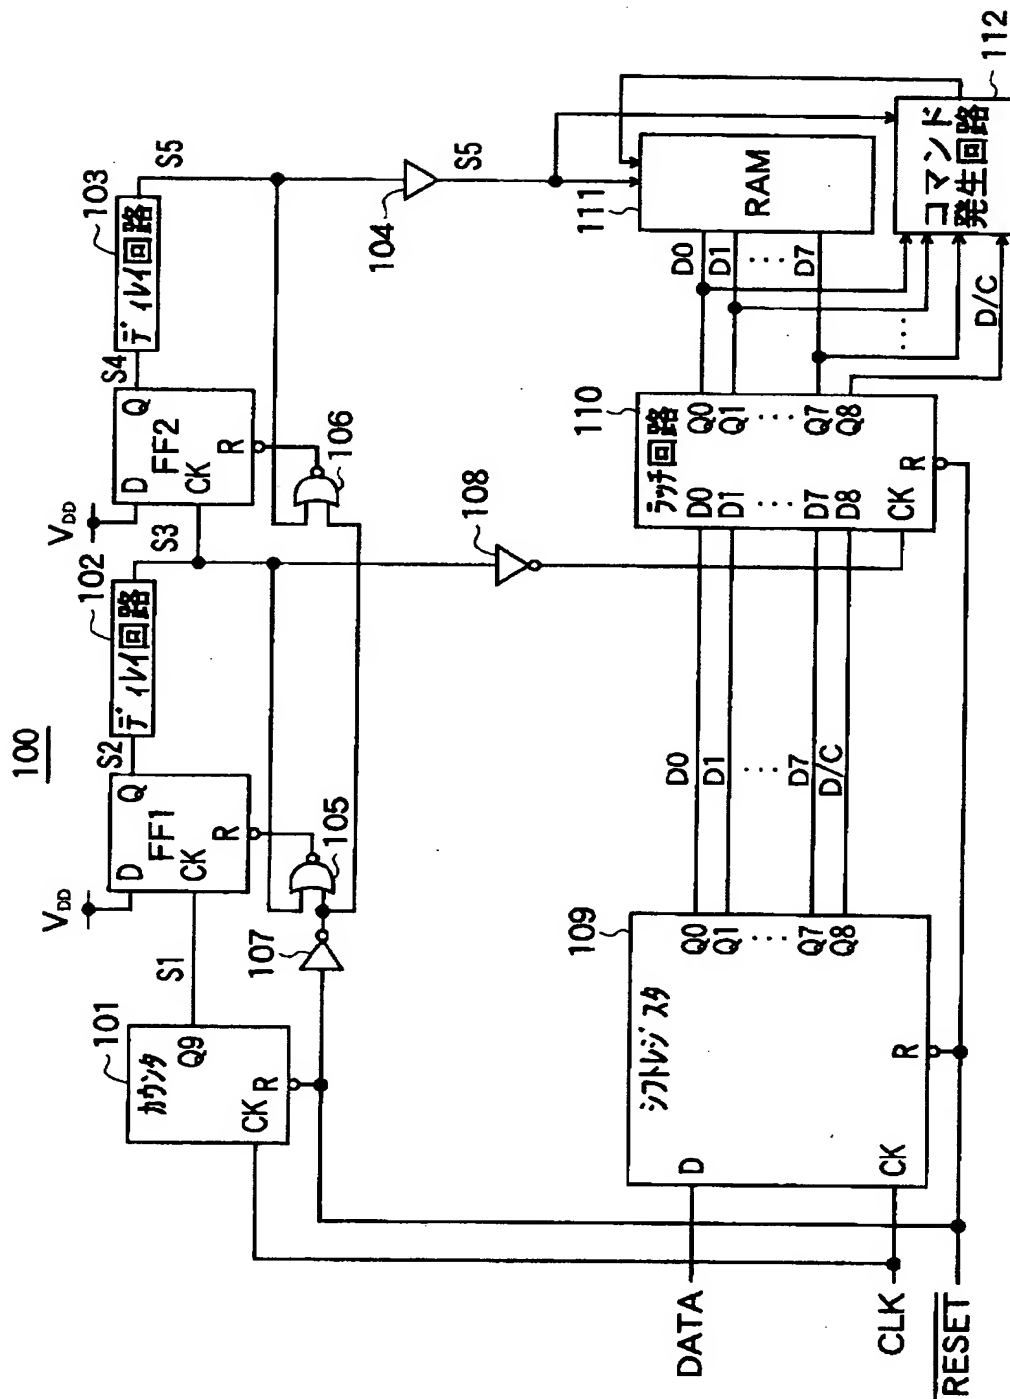 100
V_DD
V_DD
101
カウンタ
Q9
CK
R
S1
D
FF1
Q
CK
R
S2
102
ディレイ回路
S3
D
FF2
Q
CK
R
S4
103
ディレイ回路
S5
107
105
106
108
104
S5
109
シフトレジスタ
D
CK
R
Q0
Q1
…
Q7
Q8
D0
D1
…
D7
D/C
110
ラッチ回路
D0
D1
…
D7
D8
CK
Q0
Q1
…
Q7
Q8
R
D0
D1
…
D7
…
D/C
111
RAM
コマンド
発生回路
112
DATA
CLK
RESET